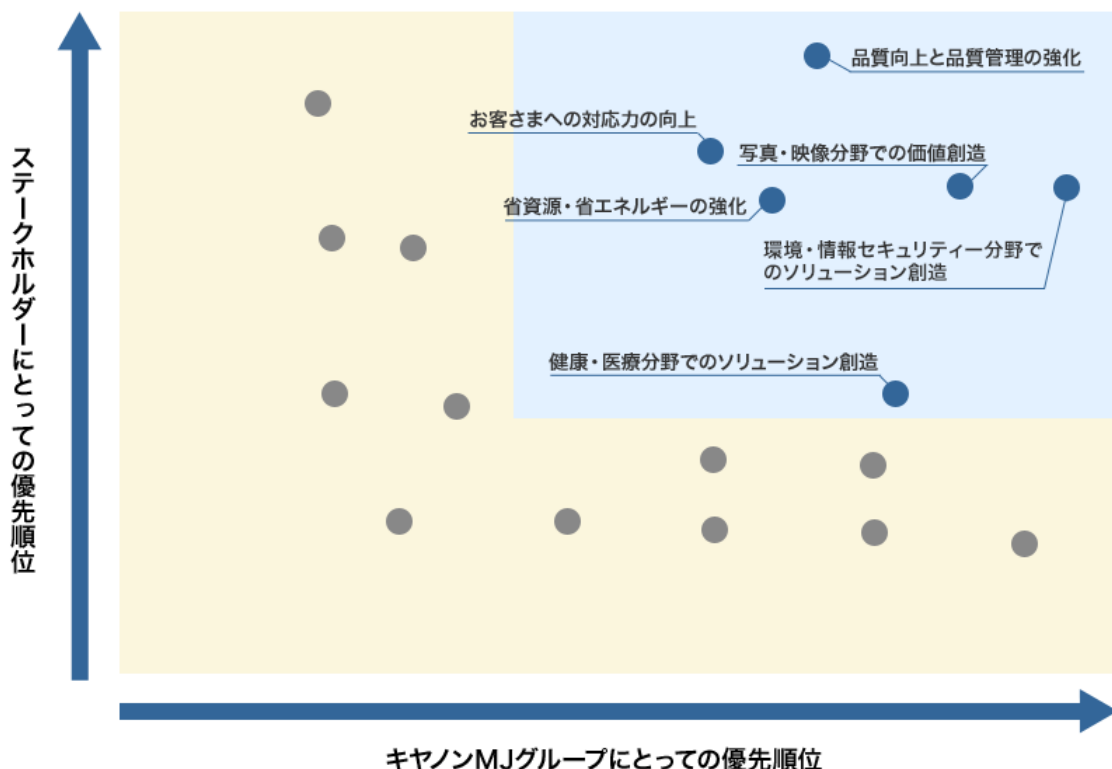 品質向上と品質管理の強化
お客さまへの対応力の向上
写真・映像分野での価値創造
省資源・省エネルギーの強化
環境・情報セキュリティー分野で
のソリューション創造
健康・医療分野でのソリューション創造
ステークホルダーにとっての優先順位
キヤノンMJグループにとっての優先順位